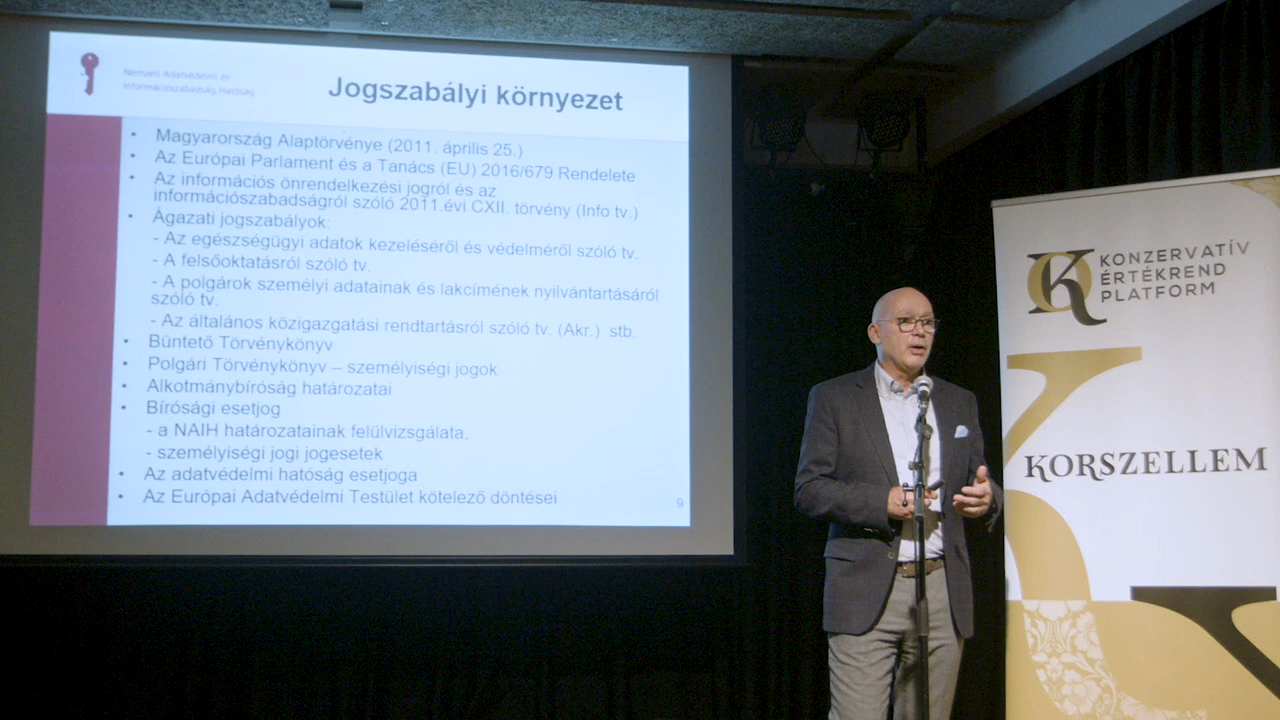 Nemzeti Adatvédelmi és
Információszabadság Hatóság
Jogszabályi környezet
• Magyarország Alaptörvénye (2011. április 25.)
• Az Európai Parlament és a Tanács (EU) 2016/679 Rendelete
• Az információs önrendelkezési jogról és az
információszabadságról szóló 2011.évi CXII. törvény (Info tv.)
• Ágazati jogszabályok:
- Az egészségügyi adatok kezeléséről és védelméről szóló tv.
- A felsőoktatásról szóló tv.
- A polgárok személyi adatainak és lakcímének nyilvántartásáról
szóló tv.
- Az általános közigazgatási rendtartásról szóló tv. (Akr.) stb.
• Büntető Törvénykönyv
• Polgári Törvénykönyv – személyiségi jogok
• Alkotmánybíróság határozatai
• Bírósági esetjog
- a NAIH határozatainak felülvizsgálata,
- személyiségi jogi jogesetek
• Az adatvédelmi hatóság esetjoga
• Az Európai Adatvédelmi Testület kötelező döntései
9
K
KONZERVATÍV
ÉRTÉKREND
PLATFORM
KORSZELLEM